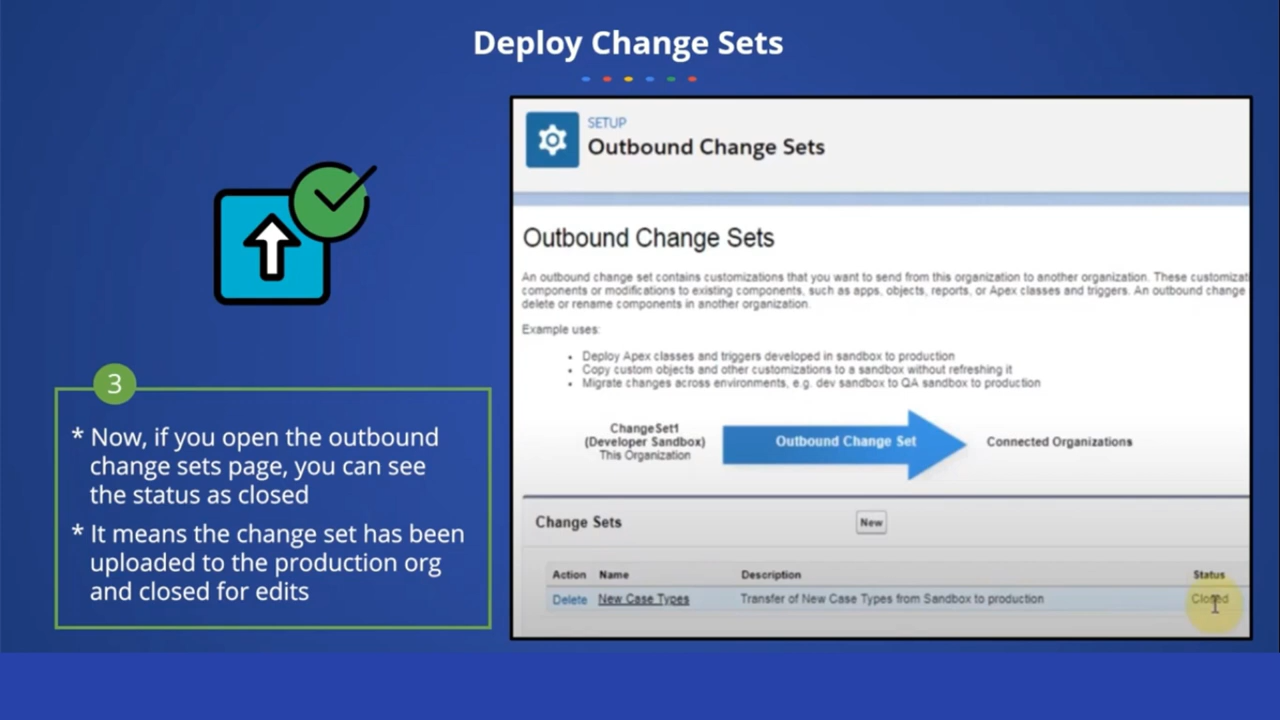 Deploy Change Sets
SETUP
Outbound Change Sets
Outbound Change Sets
An outbound change set contains customizations that you want to send from this organization to another organization. These customizat
components or modifications to existing components, such as apps, objects, reports, or Apex classes and triggers. An outbound change
delete or rename components in another organization.
Example uses:
• Deploy Apex classes and triggers developed in sandbox to production
• Copy custom objects and other customizations to a sandbox without refreshing it
• Migrate changes across environments, e.g. dev sandbox to QA sandbox to production
ChangeSet1
(Developer Sandbox)
This Organization
Outbound Change Set
Connected Organizations
Change Sets
New
Action Name Description Status
Delete New Case Types Transfer of New Case Types from Sandbox to production Closed
3
* Now, if you open the outbound
change sets page, you can see
the status as closed
* It means the change set has been
uploaded to the production org
and closed for edits